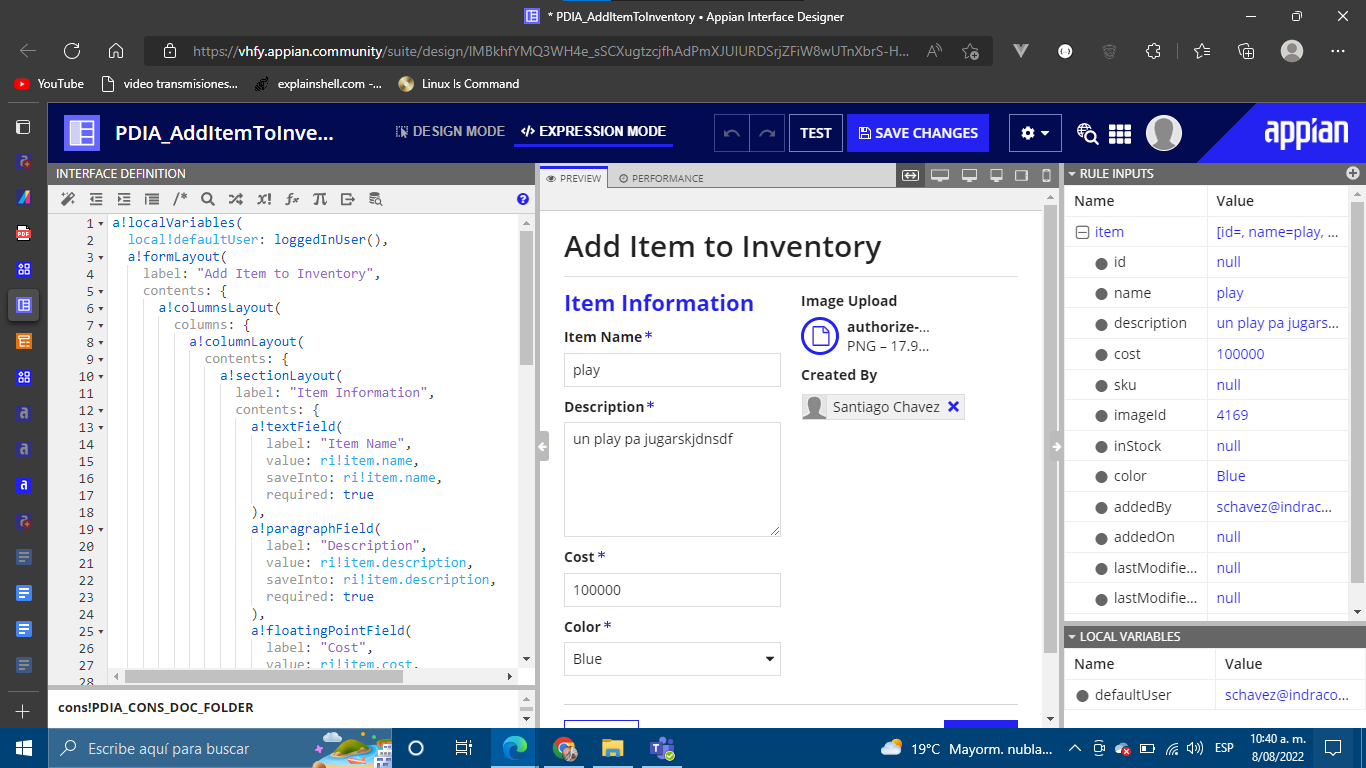 * PDIA_AddItemToInventory • Appian Interface Designer
https://vhfy.appian.community/suite/design/lMBkhfYMQ3WH4e_sSCXugtzcjfhAdPmXJUIURDSrjZFiW8wUTnXbrS-H...
YouTube
video transmisiones...
explainshell.com -...
Linux Is Command
PDIA_AddItemToInve...
DESIGN MODE
EXPRESSION MODE
TEST
SAVE CHANGES
appian
INTERFACE DEFINITION
1 a!localVariables(
2 local!defaultUser: loggedInUser(),
3 a!formLayout(
4 label: "Add Item to Inventory",
5 contents: {
6 a!columnsLayout(
7 columns: {
8 a!columnLayout(
9 contents: {
10 a!sectionLayout(
11 label: "Item Information",
12 contents: {
13 a!textField(
14 label: "Item Name",
15 value: ri!item.name,
16 saveInto: ri!item.name,
17 required: true
18 ),
19 a!paragraphField(
20 label: "Description",
21 value: ri!item.description,
22 saveInto: ri!item.description,
23 required: true
24 ),
25 a!floatingPointField(
26 label: "Cost",
27 value: ri!item.cost,
28
cons!PDIA_CONS_DOC_FOLDER
PREVIEW
PERFORMANCE
Add Item to Inventory
Item Information
Item Name *
play
Description *
un play pa jugarskjdnsdf
Cost *
100000
Color *
Blue
Image Upload
authorize-...
PNG – 17.9...
Created By
Santiago Chavez
RULE INPUTS
Name Value
item [id=, name=play, ...
id null
name play
description un play pa jugars...
cost 100000
sku null
imageId 4169
inStock null
color Blue
addedBy schavez@indrac...
addedOn null
lastModifie... null
lastModifie... null
LOCAL VARIABLES
Name Value
defaultUser schavez@indraco...
Escribe aquí para buscar
19°C Mayorm. nubla...
ESP
10:40 a. m.
8/08/2022